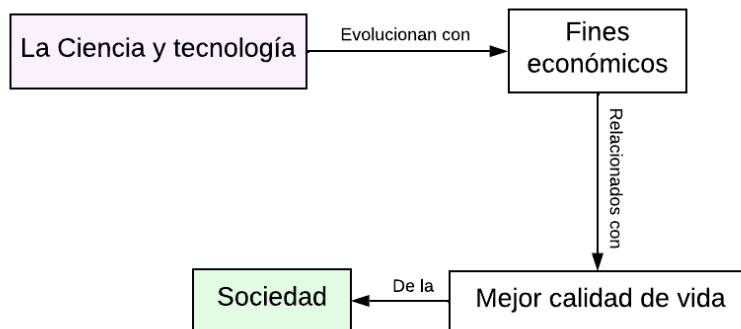 La Ciencia y tecnología
Evolucionan con
Fines
económicos
Relacionados con
Mejor calidad de vida
De la
Sociedad